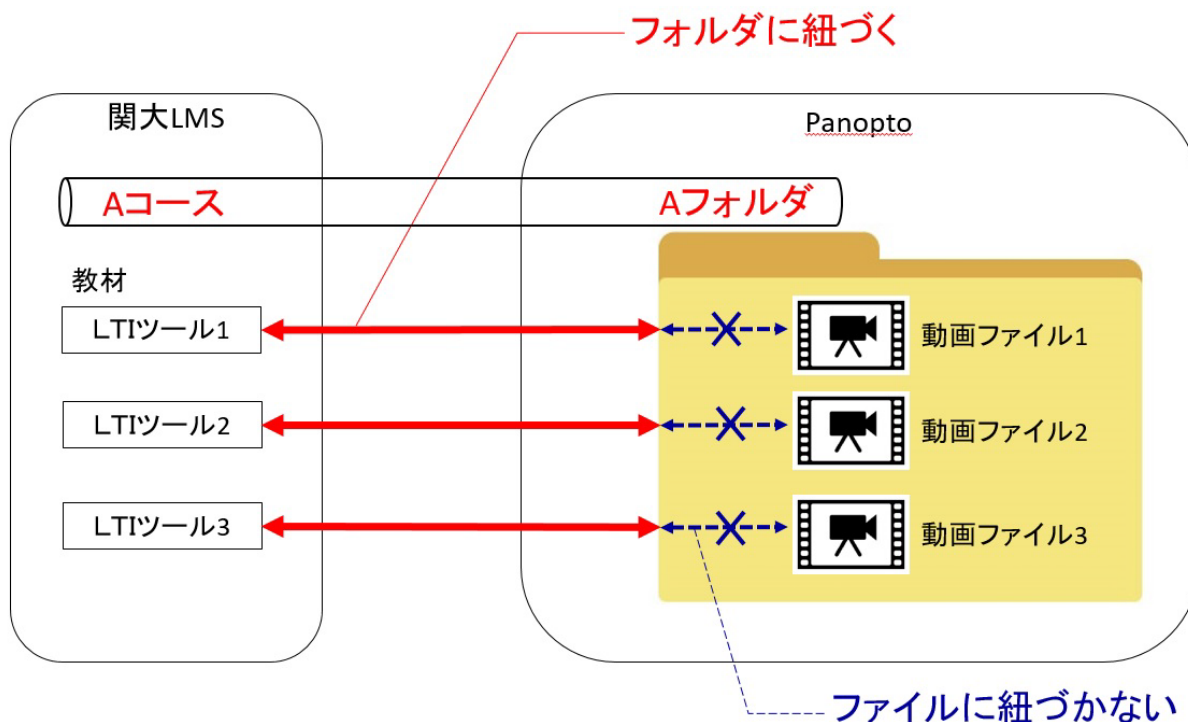 フォルダに紐づく
関大LMS
Panopto
Aコース
Aフォルダ
教材
LTIツール1
動画ファイル1
LTIツール2
動画ファイル2
LTIツール3
動画ファイル3
ファイルに紐づかない